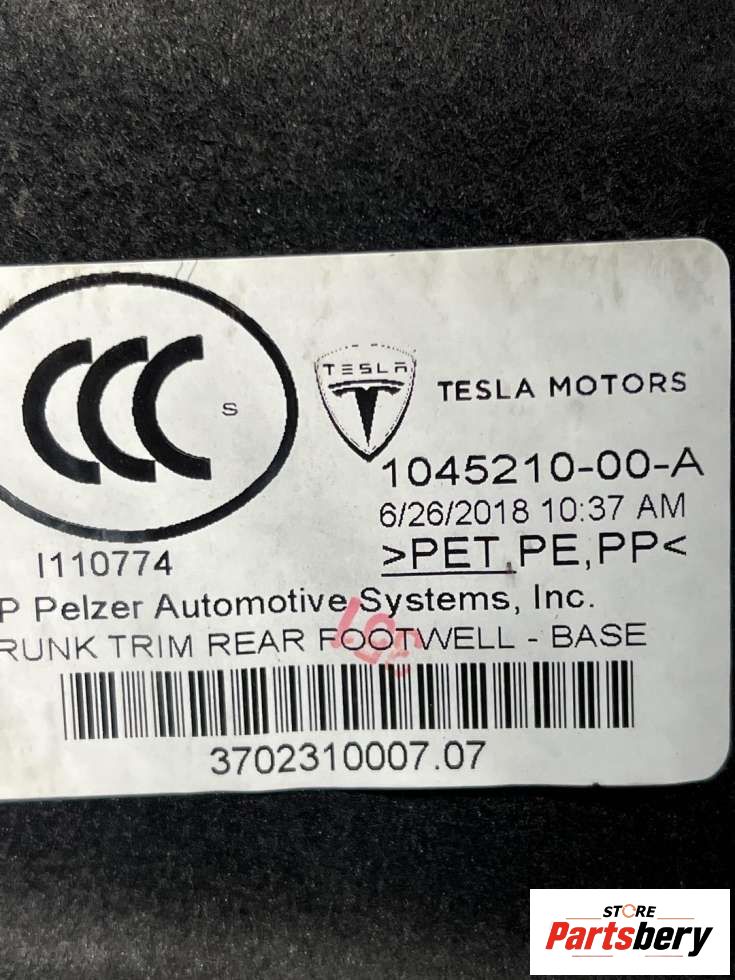 CCC S
TESLA
TESLA MOTORS
1045210-00-A
6/26/2018 10:37 AM
>PET,PE,PP<
I110774
P Pelzer Automotive Systems, Inc.
RUNK TRIM REAR FOOTWELL - BASE
3702310007.07
STORE
Partsbery